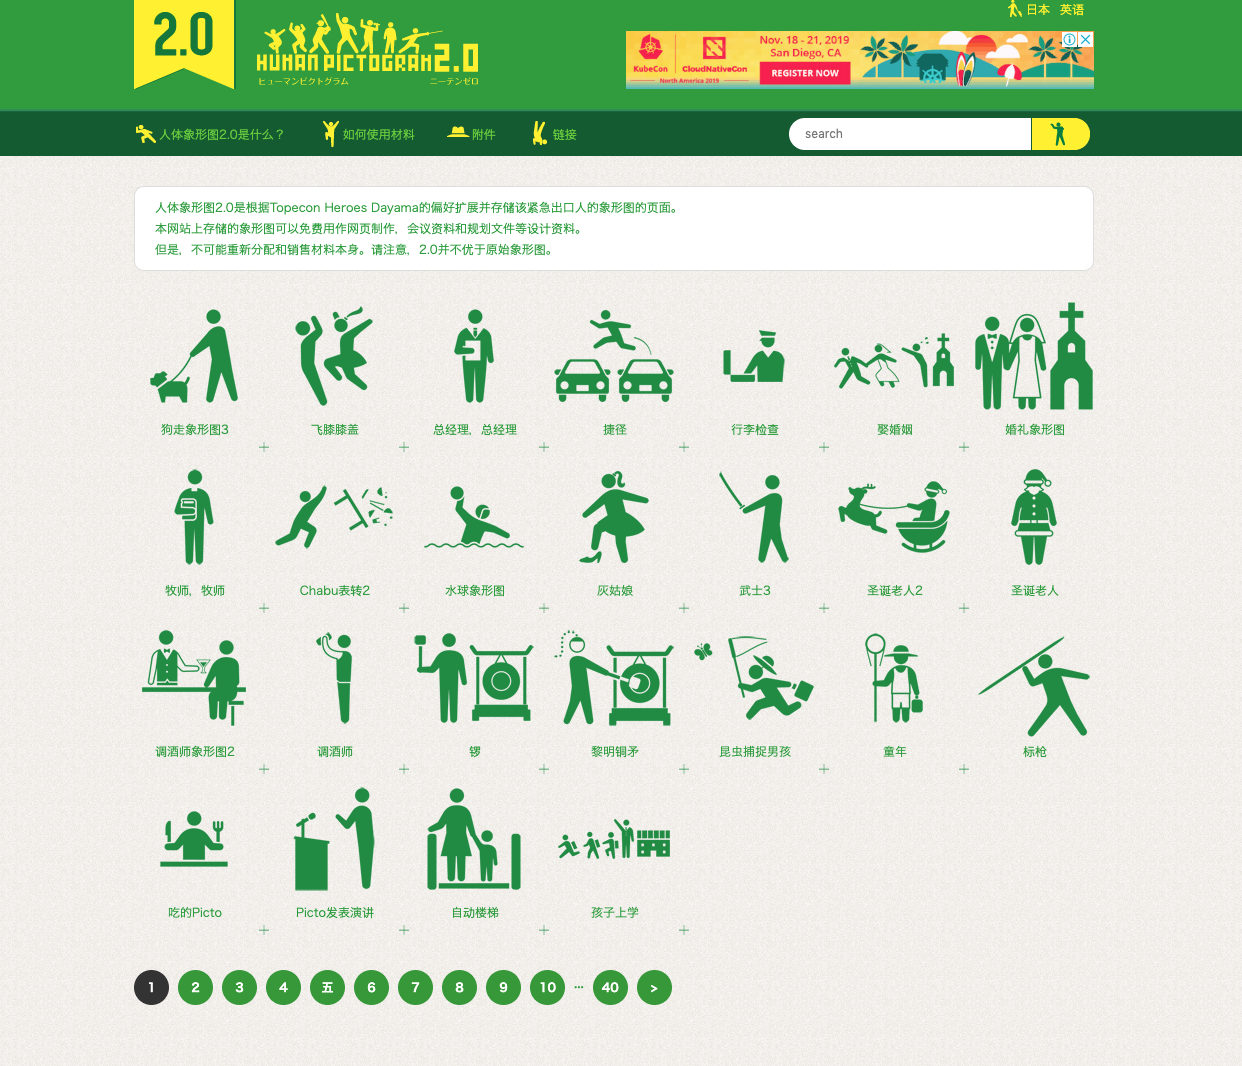 2.0
HUMAN PICTOGRAM 2.0
ヒューマンピクトグラム ニーテンゼロ
日本 英语
KubeCon CloudNativeCon
North America 2019
Nov. 18 - 21, 2019
San Diego, CA
REGISTER NOW
人体象形图2.0是什么? 如何使用材料 附件 链接 search
人体象形图2.0是根据Topecon Heroes Dayama的偏好扩展并存储该紧急出口人的象形图的页面。
本网站上存储的象形图可以免费用作网页制作，会议资料和规划文件等设计资料。
但是，不可能重新分配和销售材料本身。请注意，2.0并不优于原始象形图。
狗走象形图3 飞膝膝盖 总经理，总经理 捷径 行李检查 娶婚姻 婚礼象形图
牧师，牧师 Chabu表转2 水球象形图 灰姑娘 武士3 圣诞老人2 圣诞老人
调酒师象形图2 调酒师 锣 黎明铜矛 昆虫捕捉男孩 童年 标枪
吃的Picto Picto发表演讲 自动楼梯 孩子上学
1 2 3 4 五 6 7 8 9 10 ... 40 >